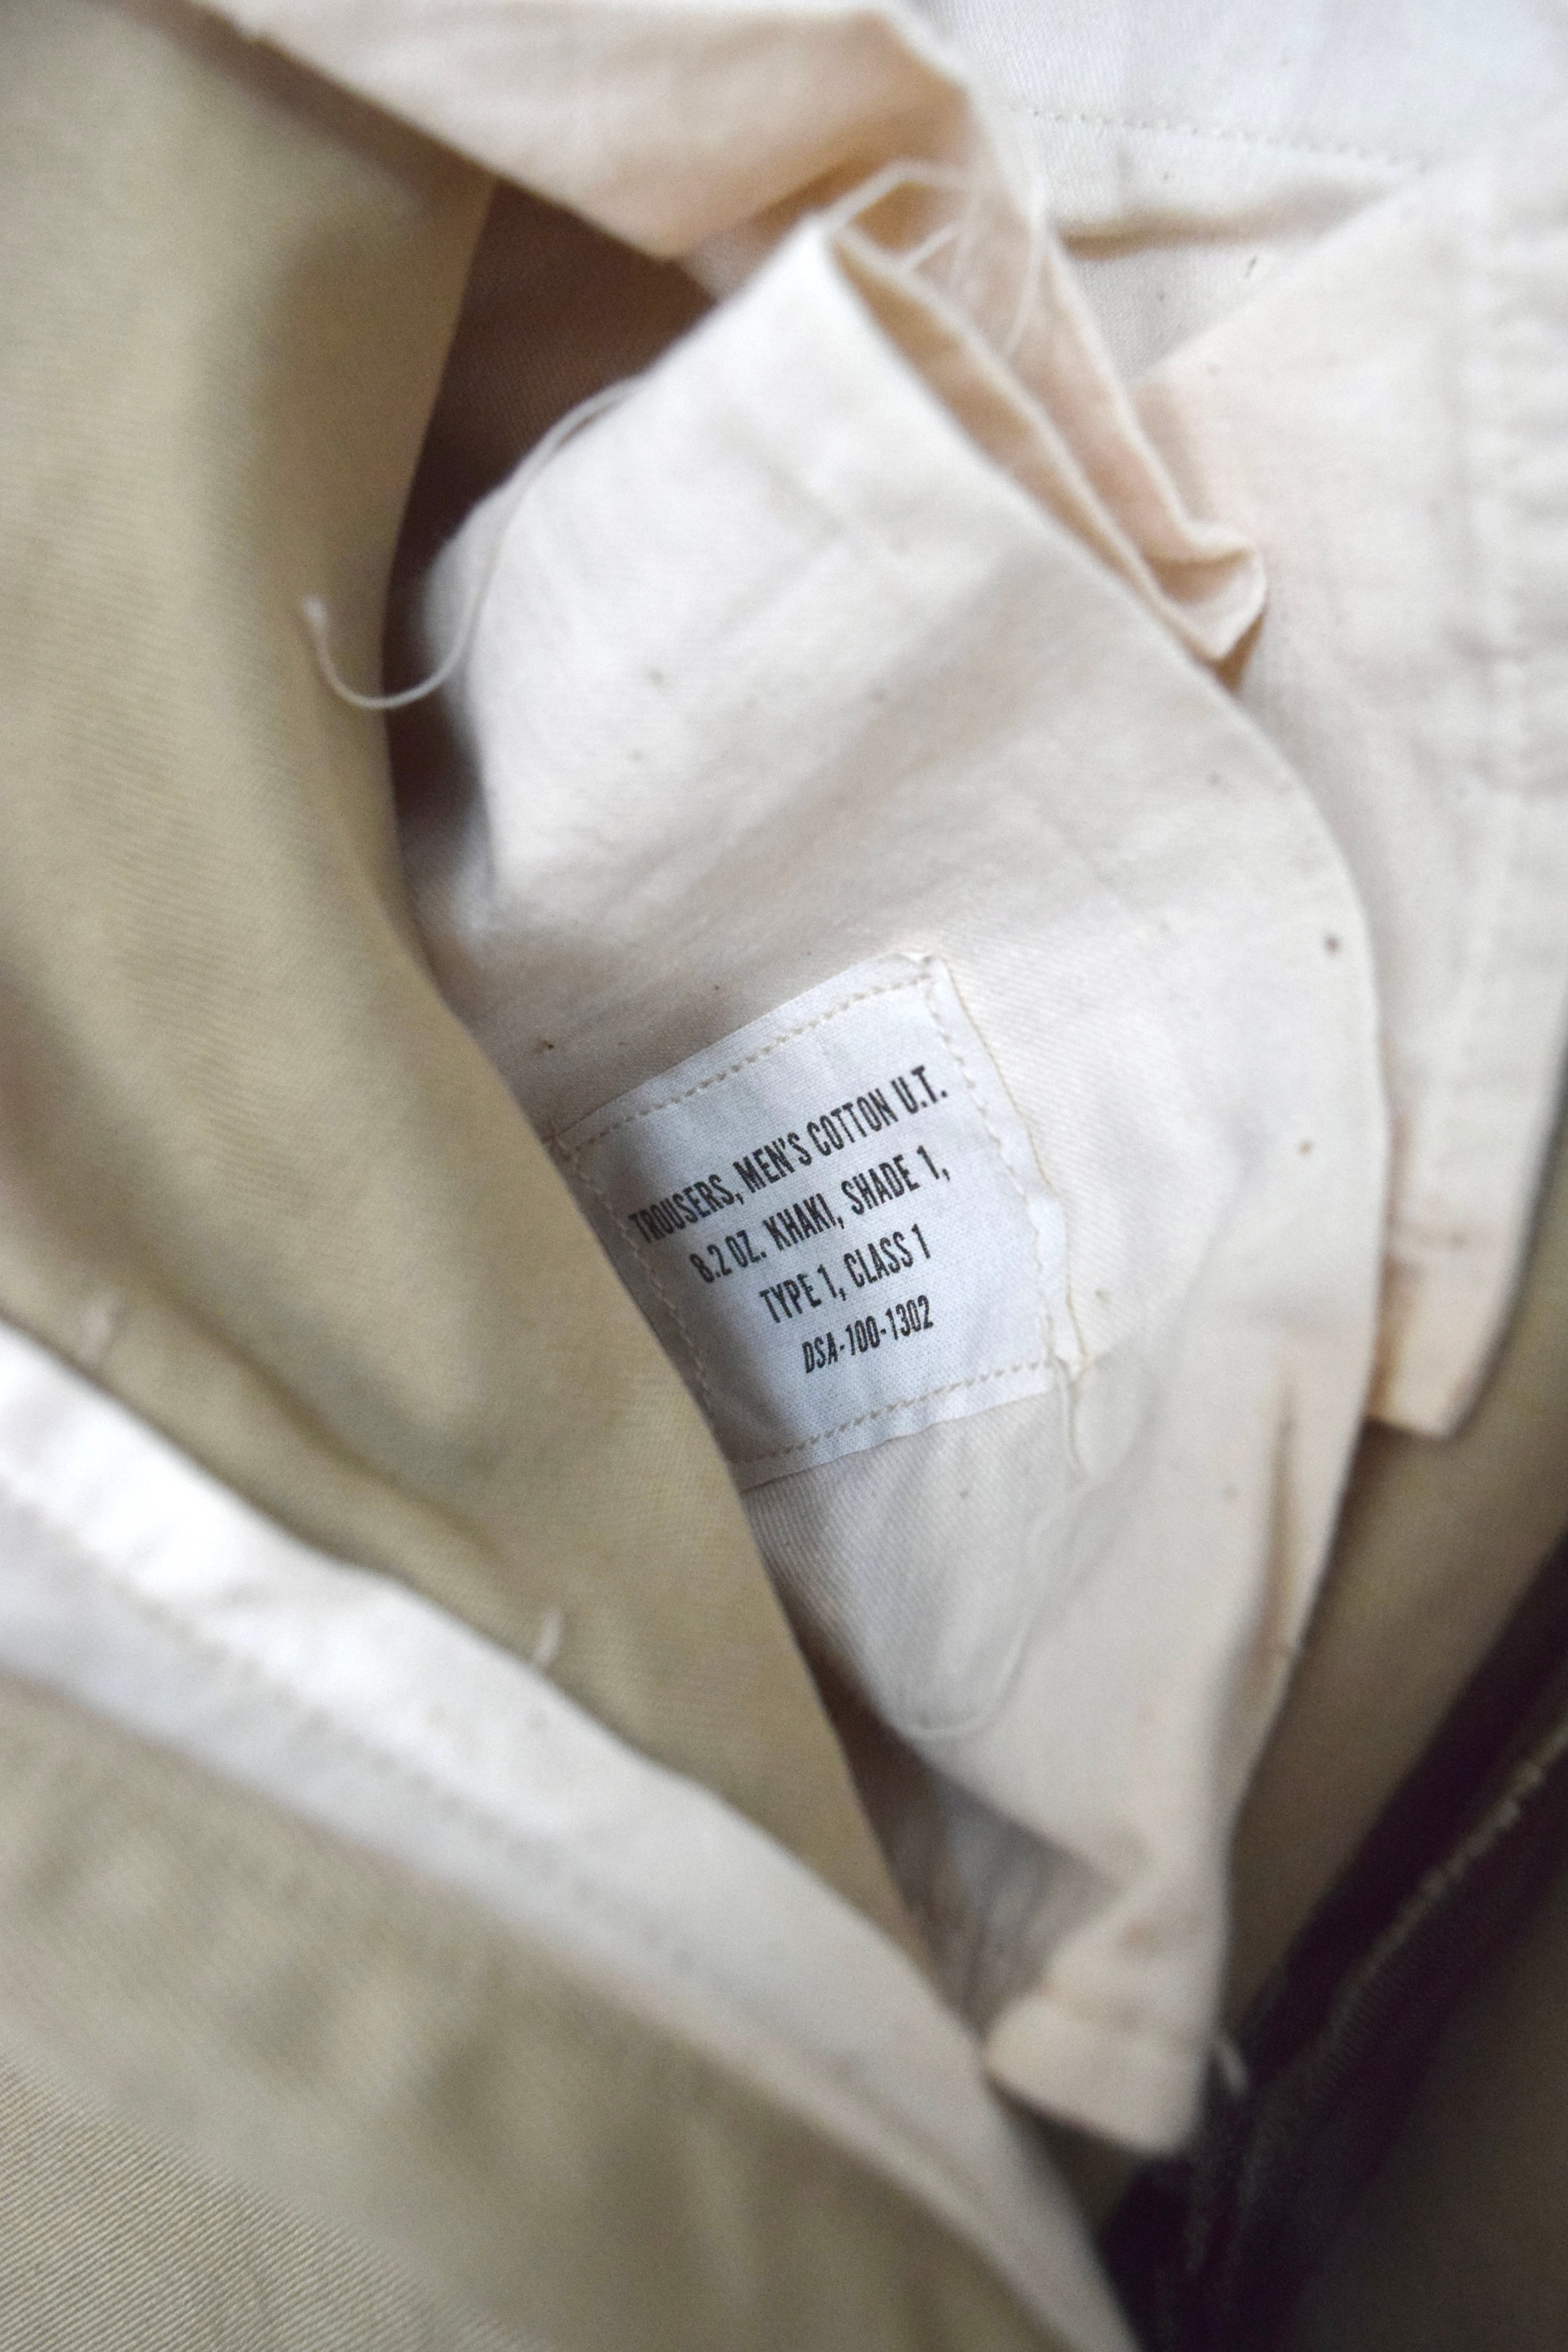 TROUSERS, MEN'S COTTON U.T.
8.2 OZ. KHAKI, SHADE 1,
TYPE 1, CLASS 1
DSA-100-1302